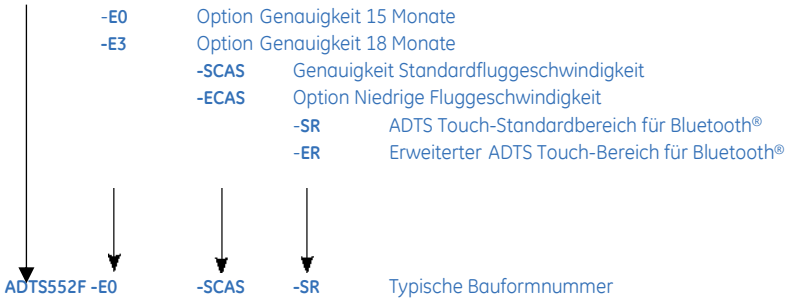 -E0 Option Genauigkeit 15 Monate
-E3 Option Genauigkeit 18 Monate
-SCAS Genauigkeit Standardfluggeschwindigkeit
-ECAS Option Niedrige Fluggeschwindigkeit
-SR ADTS Touch-Standardbereich für Bluetooth®
-ER Erweiterter ADTS Touch-Bereich für Bluetooth®
ADTS552F -E0 -SCAS -SR Typische Bauformnummer